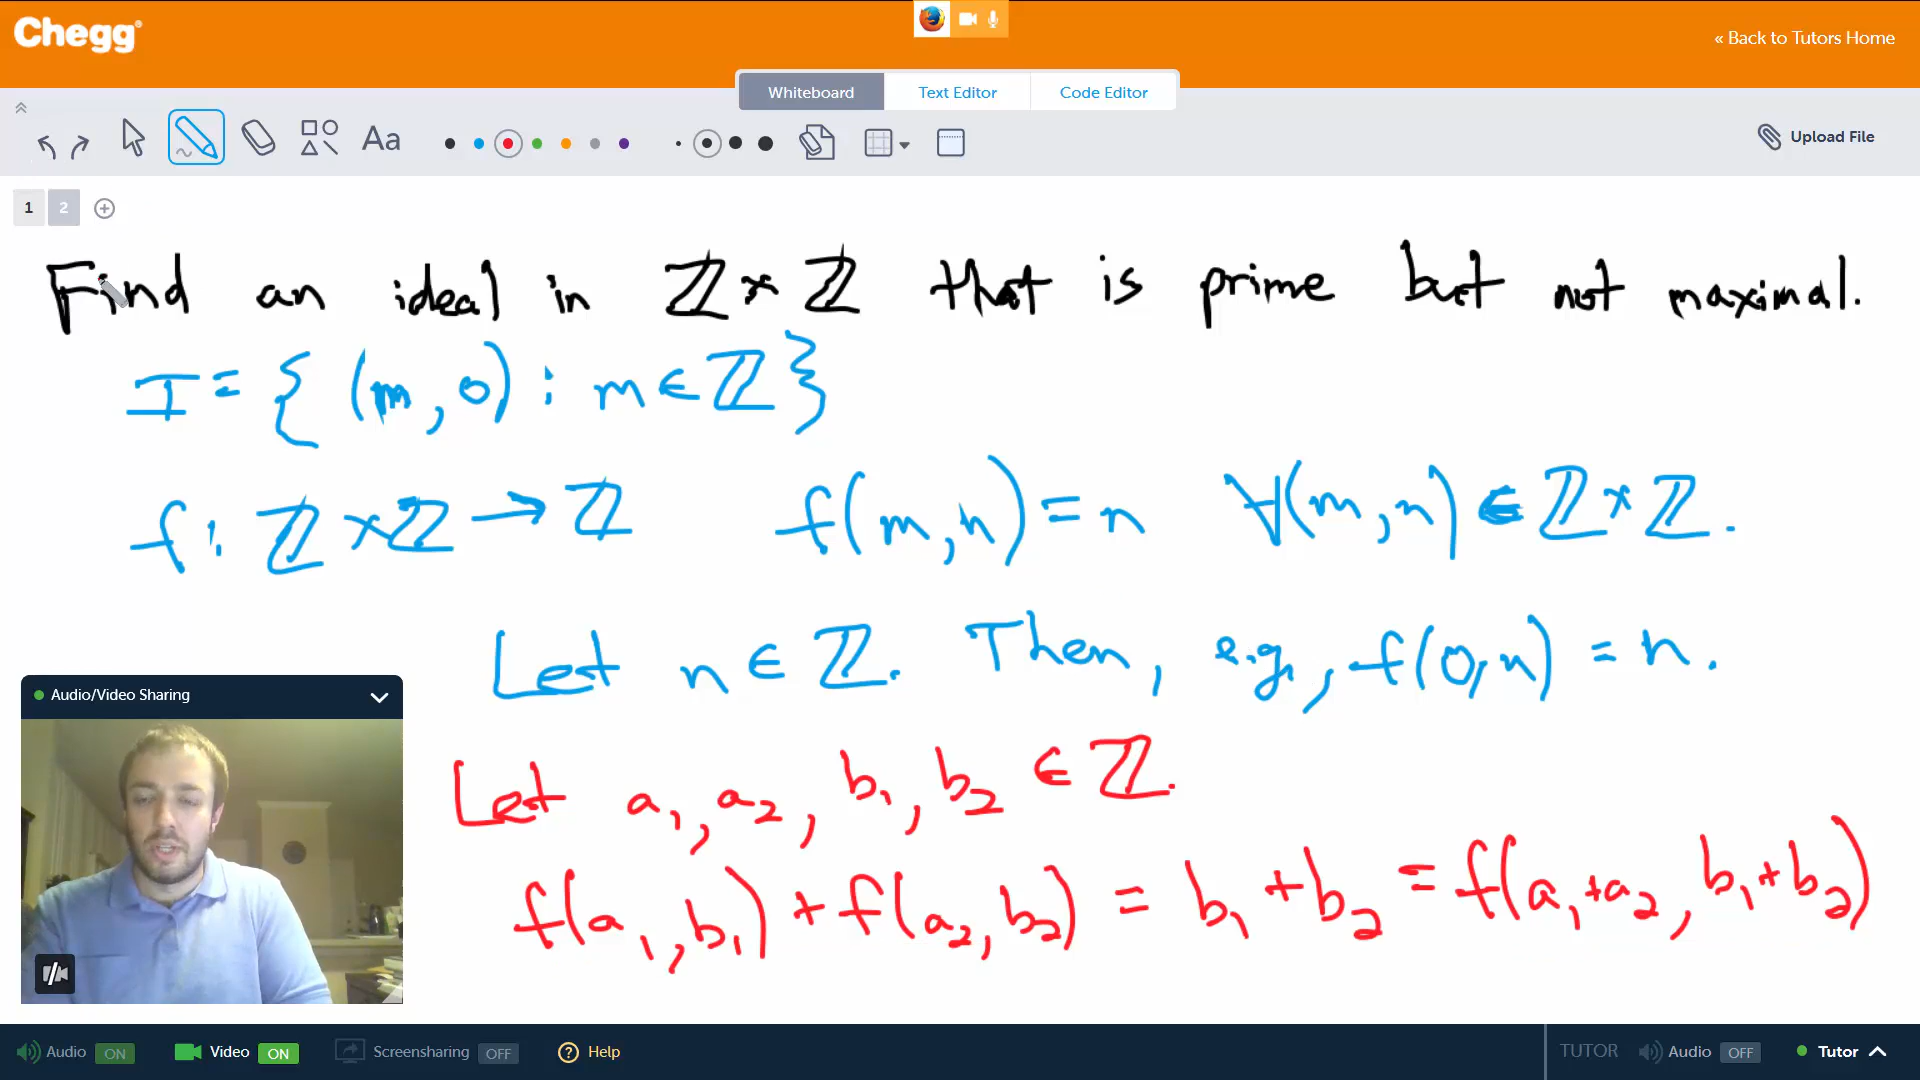 Chegg
« Back to Tutors Home
Whiteboard
Text Editor
Code Editor
Aa
Upload File
1
2
Find an ideal in ℤ × ℤ that is prime but not maximal.
I = { (m, 0) : m ∈ ℤ }
f : ℤ × ℤ → ℤ f(m, n) = n ∀(m, n) ∈ ℤ × ℤ.
Let n ∈ ℤ. Then, e.g., f(0, n) = n.
Audio/Video Sharing
Let a₁, a₂, b₁, b₂ ∈ ℤ.
f(a₁, b₁) + f(a₂, b₂) = b₁ + b₂ = f(a₁+a₂, b₁+b₂)
Audio ON
Video ON
Screensharing OFF
? Help
TUTOR
Audio OFF
Tutor